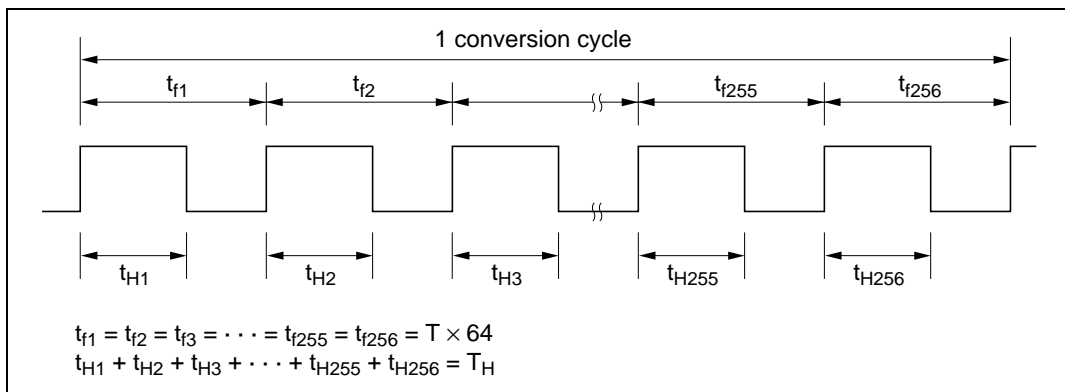 1 conversion cycle
tf1 tf2 tf255 tf256
tH1 tH2 tH3 tH255 tH256
tf1 = tf2 = tf3 = · · · = tf255 = tf256 = T × 64
tH1 + tH2 + tH3 + · · · + tH255 + tH256 = TH